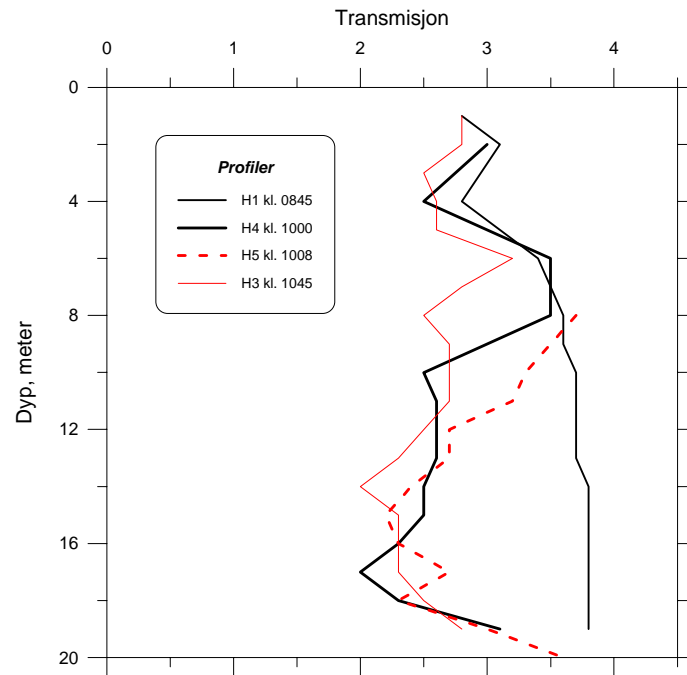 Transmisjon
0 1 2 3 4
0
4
8
12
16
20
Dyp, meter
Profiler
H1 kl. 0845
H4 kl. 1000
H5 kl. 1008
H3 kl. 1045